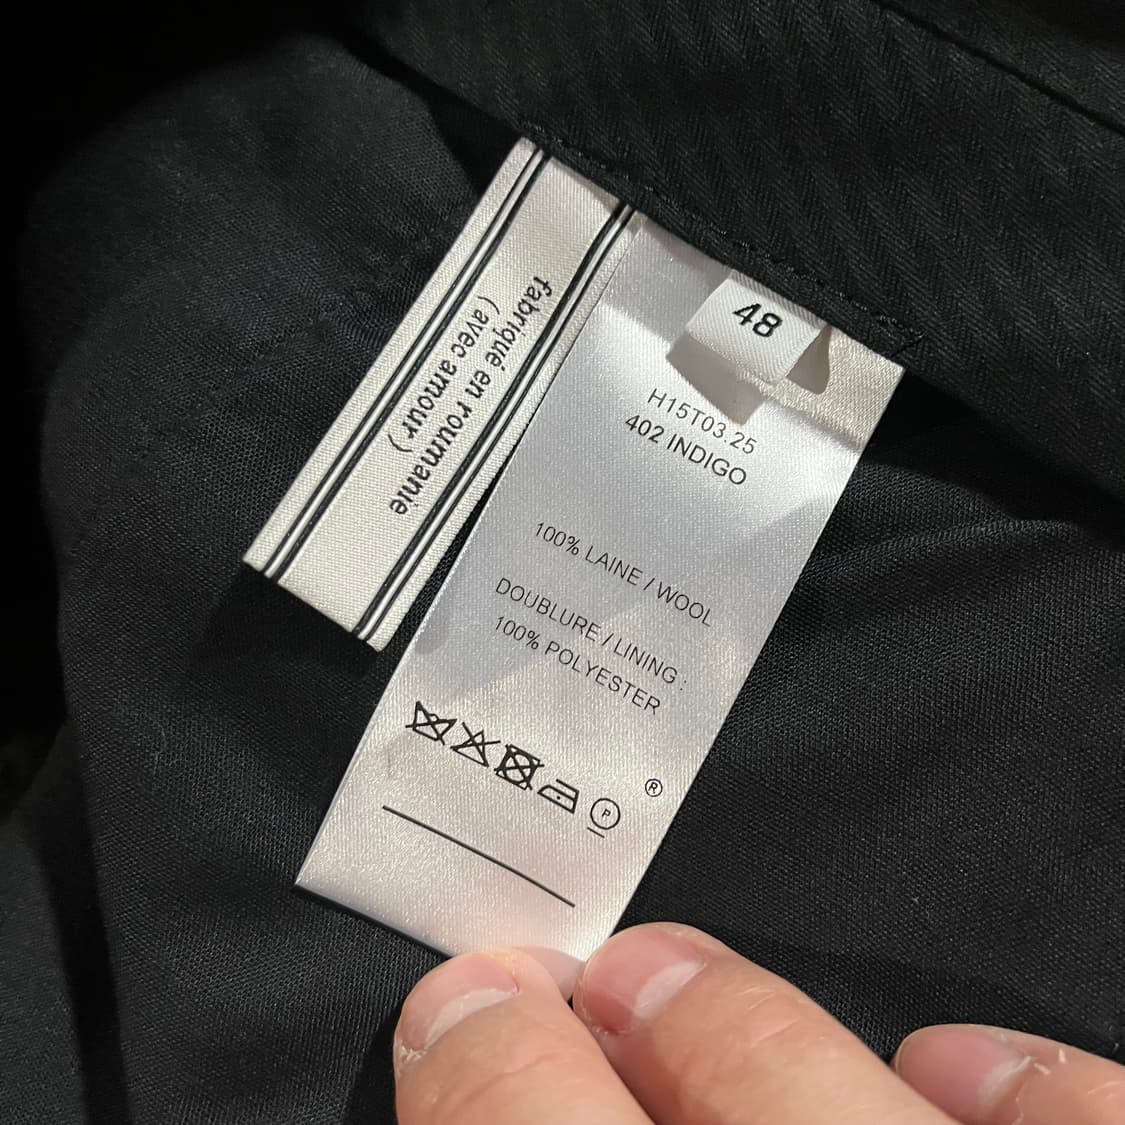 fabriqué en roumanie
( avec amour )
48
H15T03.25
402 INDIGO
100% LAINE / WOOL
DOUBLURE / LINING :
100% POLYESTER
P
®